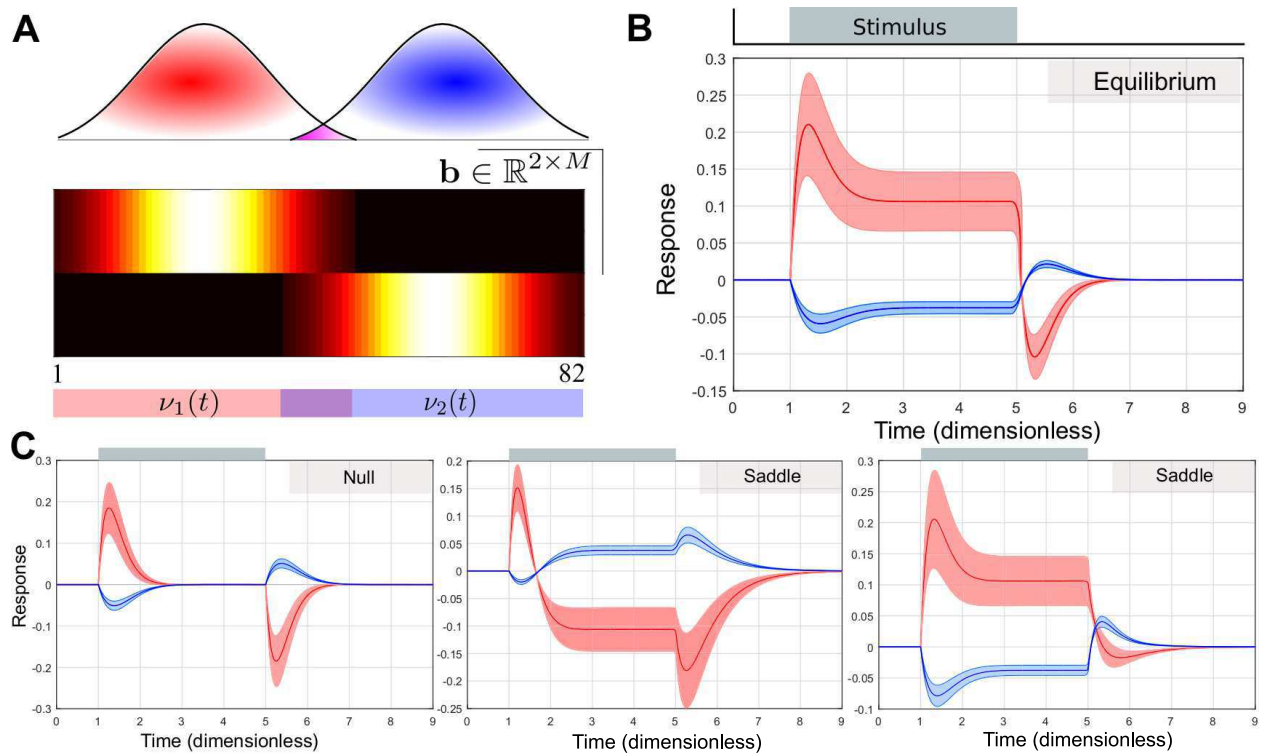 A
b ∈ ℝ^{2×M}
1 82
ν₁(t) ν₂(t)
B
Stimulus
Equilibrium
0.3
0.25
0.2
0.15
0.1
0.05
0
-0.05
-0.1
-0.15
Response
0 1 2 3 4 5 6 7 8 9
Time (dimensionless)
C
Null
0.3
0.2
0.1
0
-0.1
-0.2
-0.3
Response
0 1 2 3 4 5 6 7 8 9
Time (dimensionless)
Saddle
0.2
0.15
0.1
0.05
0
-0.05
-0.1
-0.15
-0.2
-0.25
0 1 2 3 4 5 6 7 8 9
Time (dimensionless)
Saddle
0.3
0.25
0.2
0.15
0.1
0.05
0
-0.05
-0.1
0 1 2 3 4 5 6 7 8 9
Time (dimensionless)